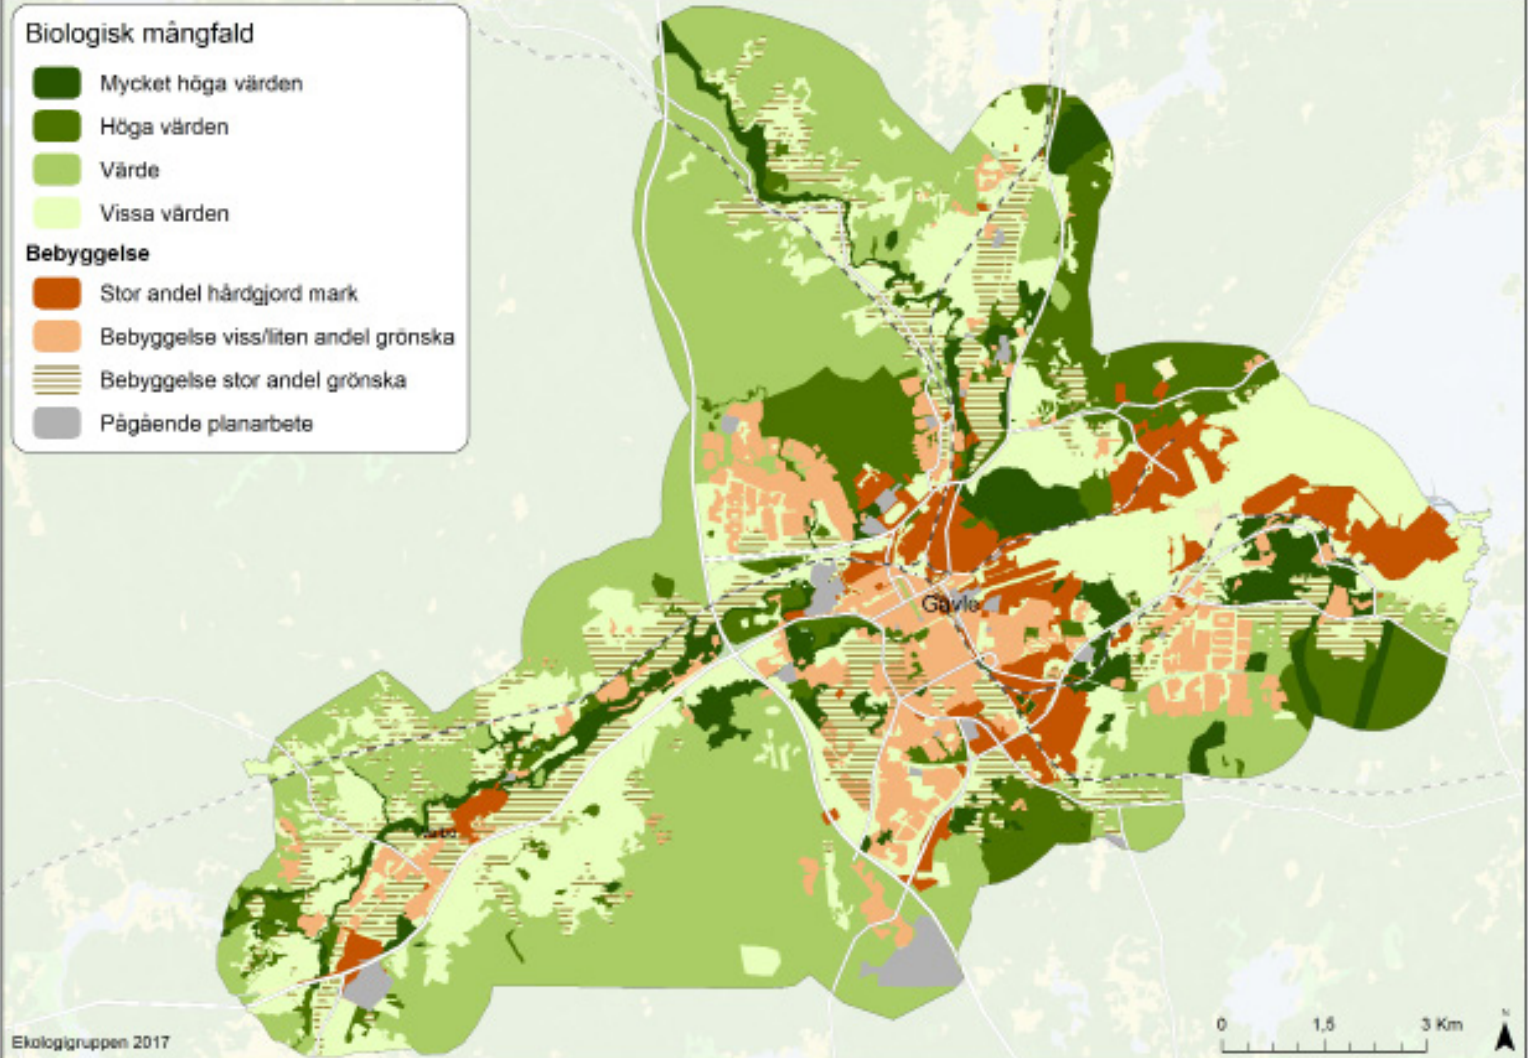 Biologisk mångfald
Mycket höga värden
Höga värden
Värde
Vissa värden
Bebyggelse
Stor andel hårdgjord mark
Bebyggelse viss/liten andel grönska
Bebyggelse stor andel grönska
Pågående planarbete
Gävle
0 1,5 3 Km
N
Ekologigruppen 2017